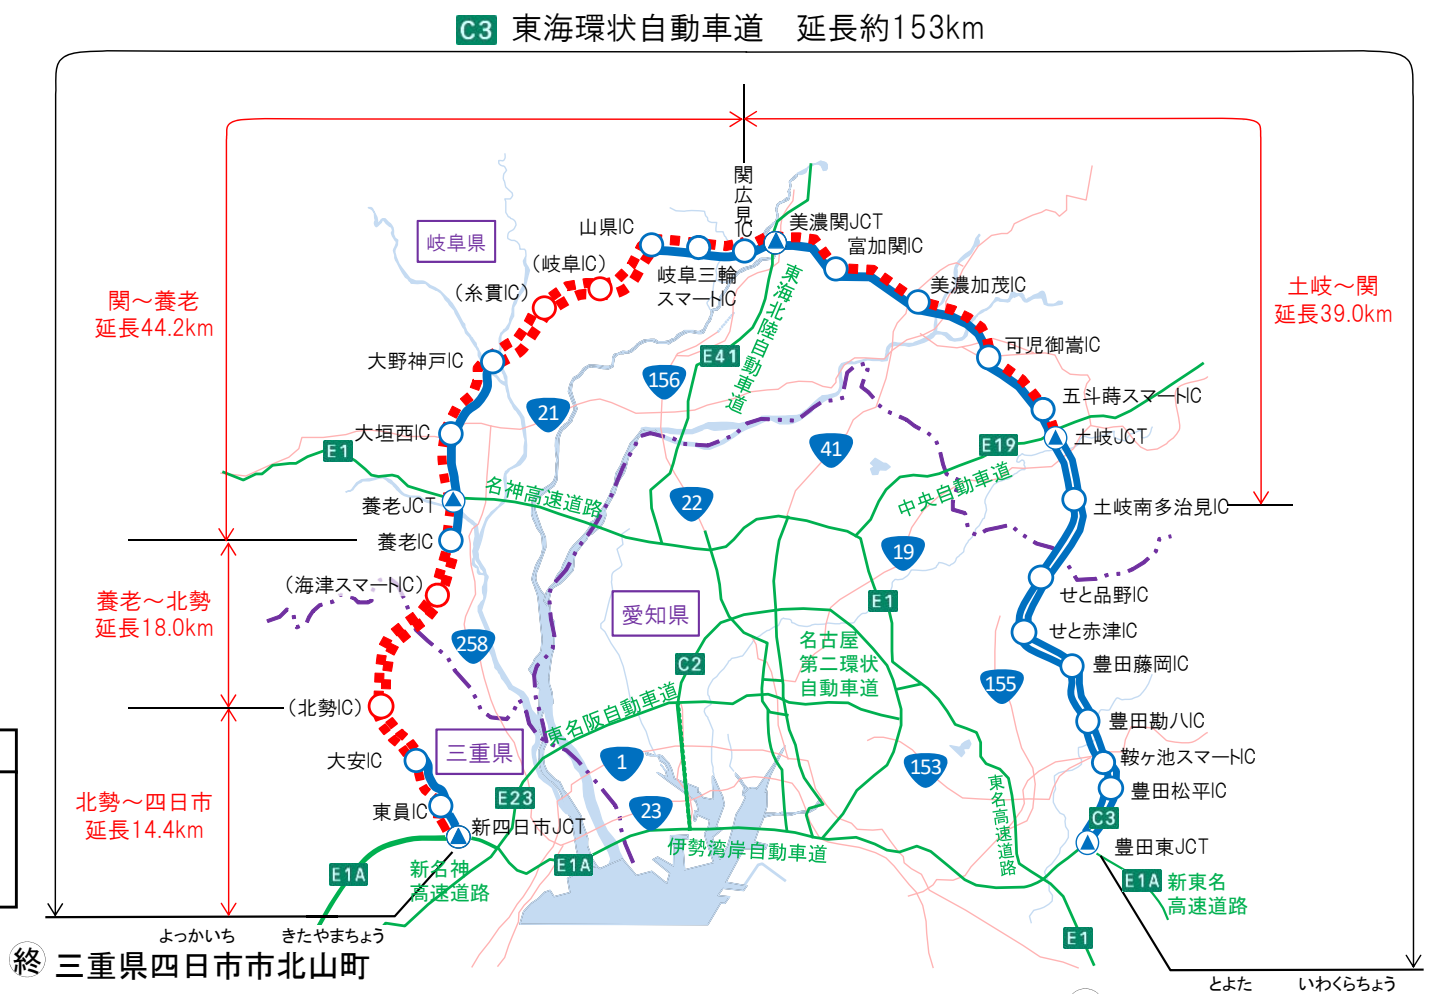 C3 東海環状自動車道 延長約153km
関広見IC
美濃関JCT
山県IC
富加関IC
岐阜県
(岐阜IC)
岐阜三輪
スマートIC
東海北陸自動車道
美濃加茂IC
(糸貫IC)
関～養老
延長44.2km
土岐～関
延長39.0km
大野神戸IC
E41
可児御嵩IC
156
21
五斗蒔スマートIC
大垣西IC
41
E19
土岐JCT
E1
名神高速道路
中央自動車道
養老JCT
22
土岐南多治見IC
養老IC
19
(海津スマートIC)
せと品野IC
養老～北勢
延長18.0km
愛知県
E1
せと赤津IC
258
C2
名古屋
第二環状
自動車道
豊田藤岡IC
155
(北勢IC)
東名阪自動車道
豊田勘八IC
三重県
大安IC
1
153
鞍ヶ池スマートIC
東名高速道路
豊田松平IC
北勢～四日市
延長14.4km
E23
23
東員IC
C3
新四日市JCT
伊勢湾岸自動車道
豊田東JCT
E1A
新名神
高速道路
E1A
E1A
新東名
高速道路
E1
よっかいち きたやまちょう
終 三重県四日市市北山町
とよた いわくらちょう